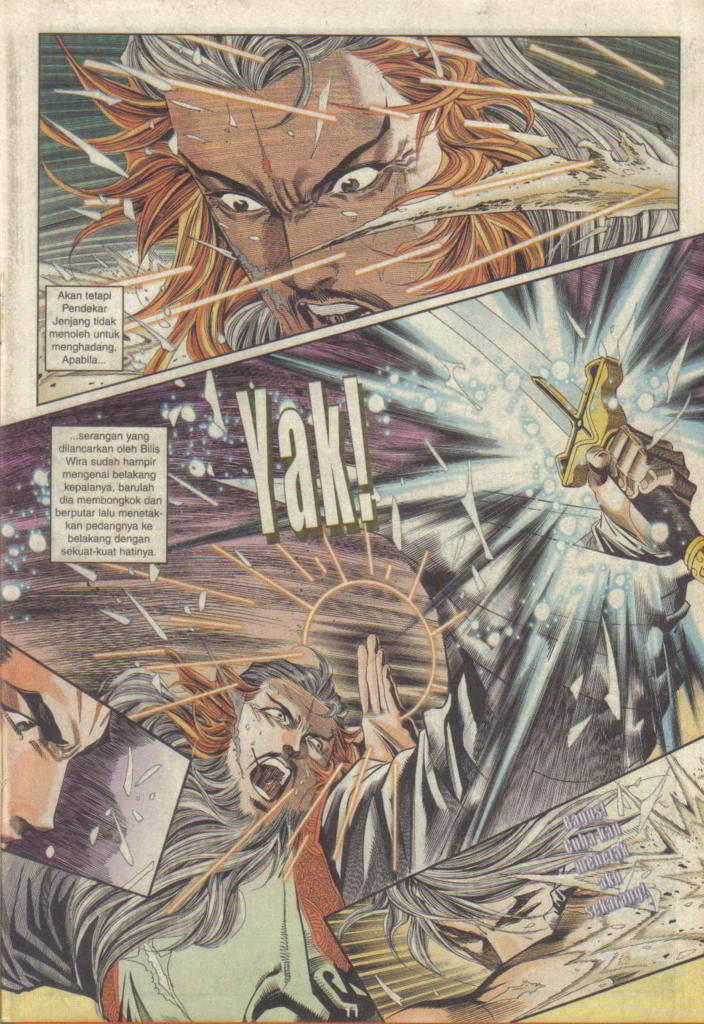 Akan tetapi
Pendekar
Jenjang tidak
menoleh untuk
menghadang.
Apabila...
...serangan yang
dilancarkan oleh Bilis
Wira sudah hampir
mengenai belakang
kepalanya, barulah
dia membongkok dan
berputar lalu menetak-
kan pedangnya ke
belakang dengan
sekuat-kuat hatinya.
Yak!
Bagus!
Cuba kau
menetak
aku
sekarang!
11